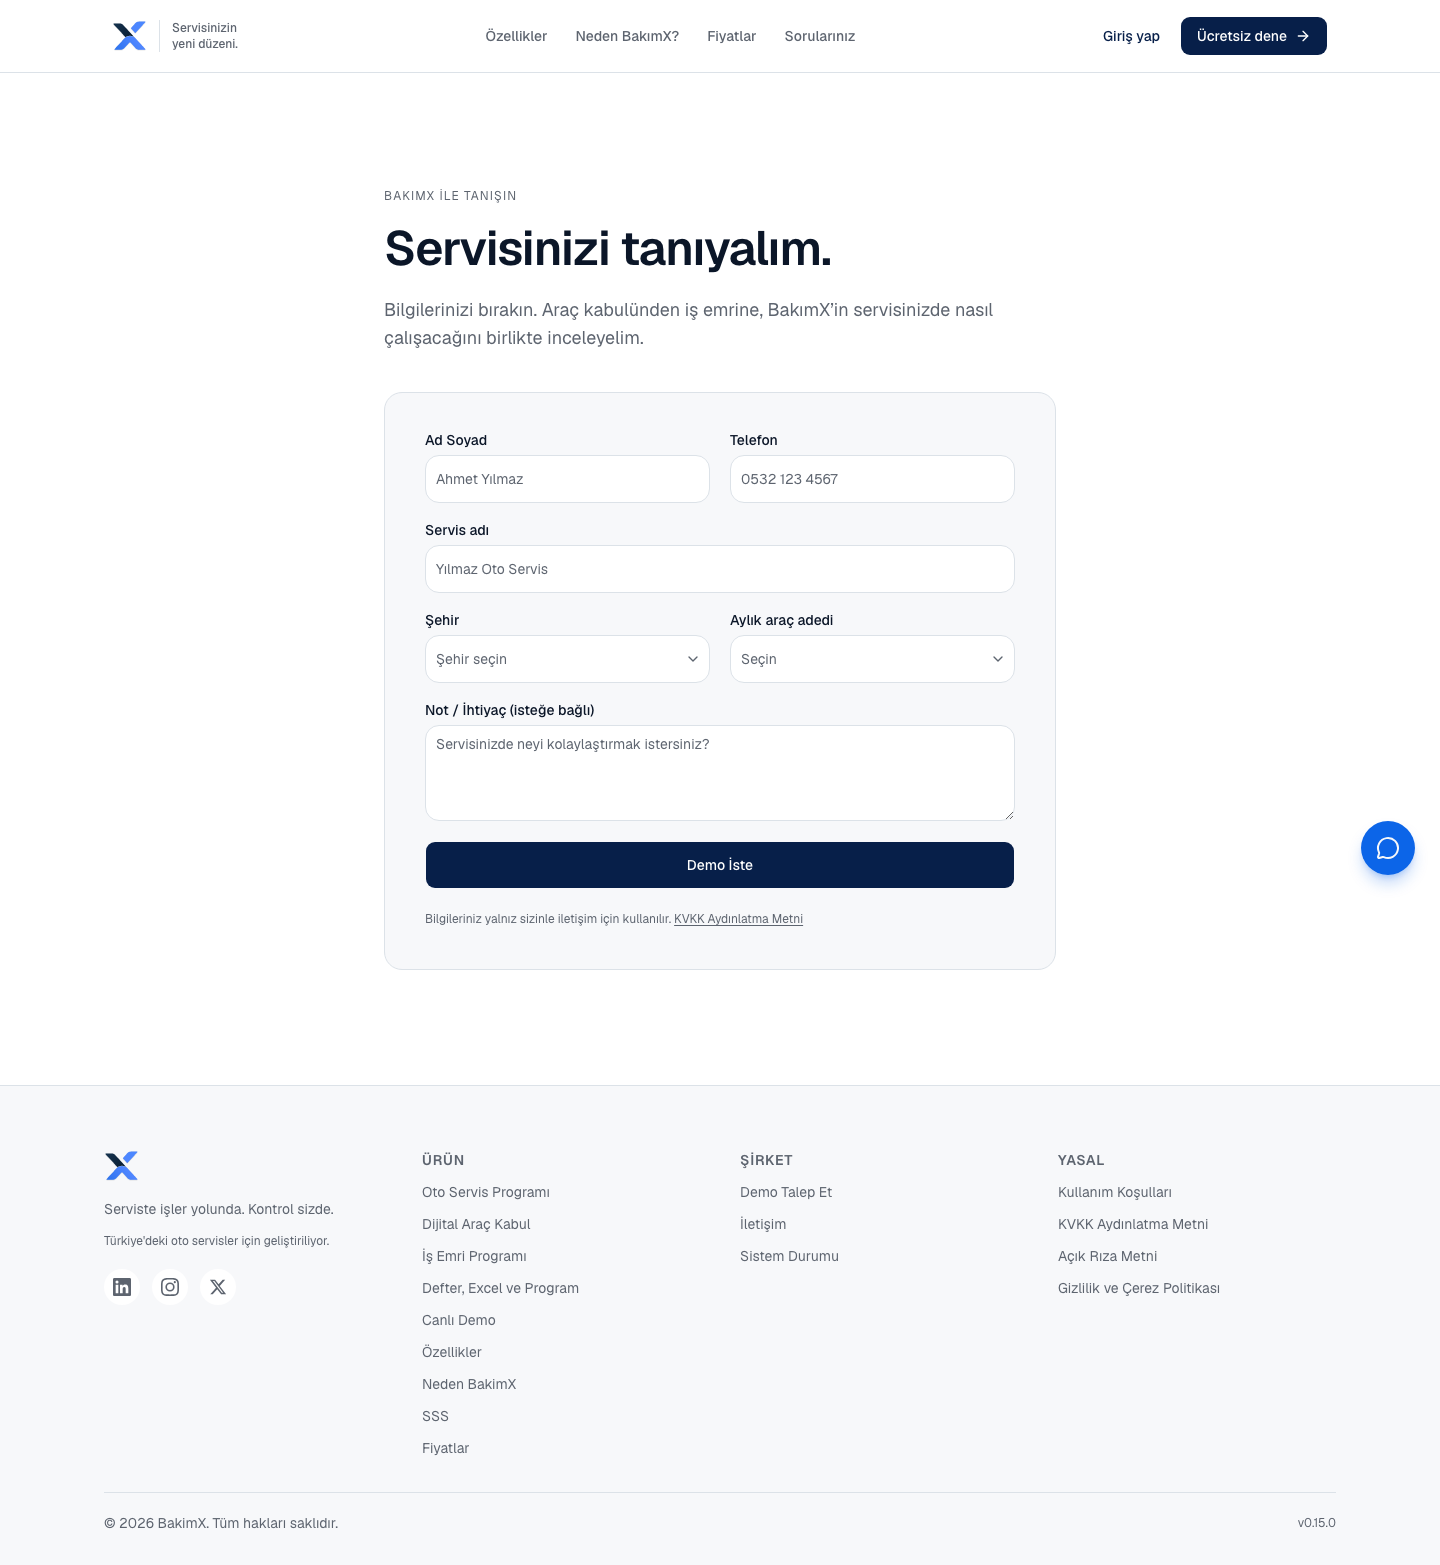 Servisinizin
yeni düzeni.
Özellikler
Neden BakımX?
Fiyatlar
Sorularınız
Giriş yap
Ücretsiz dene
BAKIMX İLE TANIŞIN
Servisinizi tanıyalım.
Bilgilerinizi bırakın. Araç kabulünden iş emrine, BakımX’in servisinizde nasıl
çalışacağını birlikte inceleyelim.
Ad Soyad
Telefon
Ahmet Yılmaz
0532 123 4567
Servis adı
Yılmaz Oto Servis
Şehir
Aylık araç adedi
Şehir seçin
Seçin
Not / İhtiyaç (isteğe bağlı)
Servisinizde neyi kolaylaştırmak istersiniz?
Demo İste
Bilgileriniz yalnız sizinle iletişim için kullanılır. KVKK Aydınlatma Metni
Serviste işler yolunda. Kontrol sizde.
Türkiye'deki oto servisler için geliştiriliyor.
ÜRÜN
Oto Servis Programı
Dijital Araç Kabul
İş Emri Programı
Defter, Excel ve Program
Canlı Demo
Özellikler
Neden BakimX
SSS
Fiyatlar
ŞİRKET
Demo Talep Et
İletişim
Sistem Durumu
YASAL
Kullanım Koşulları
KVKK Aydınlatma Metni
Açık Rıza Metni
Gizlilik ve Çerez Politikası
© 2026 BakimX. Tüm hakları saklıdır.
v0.15.0